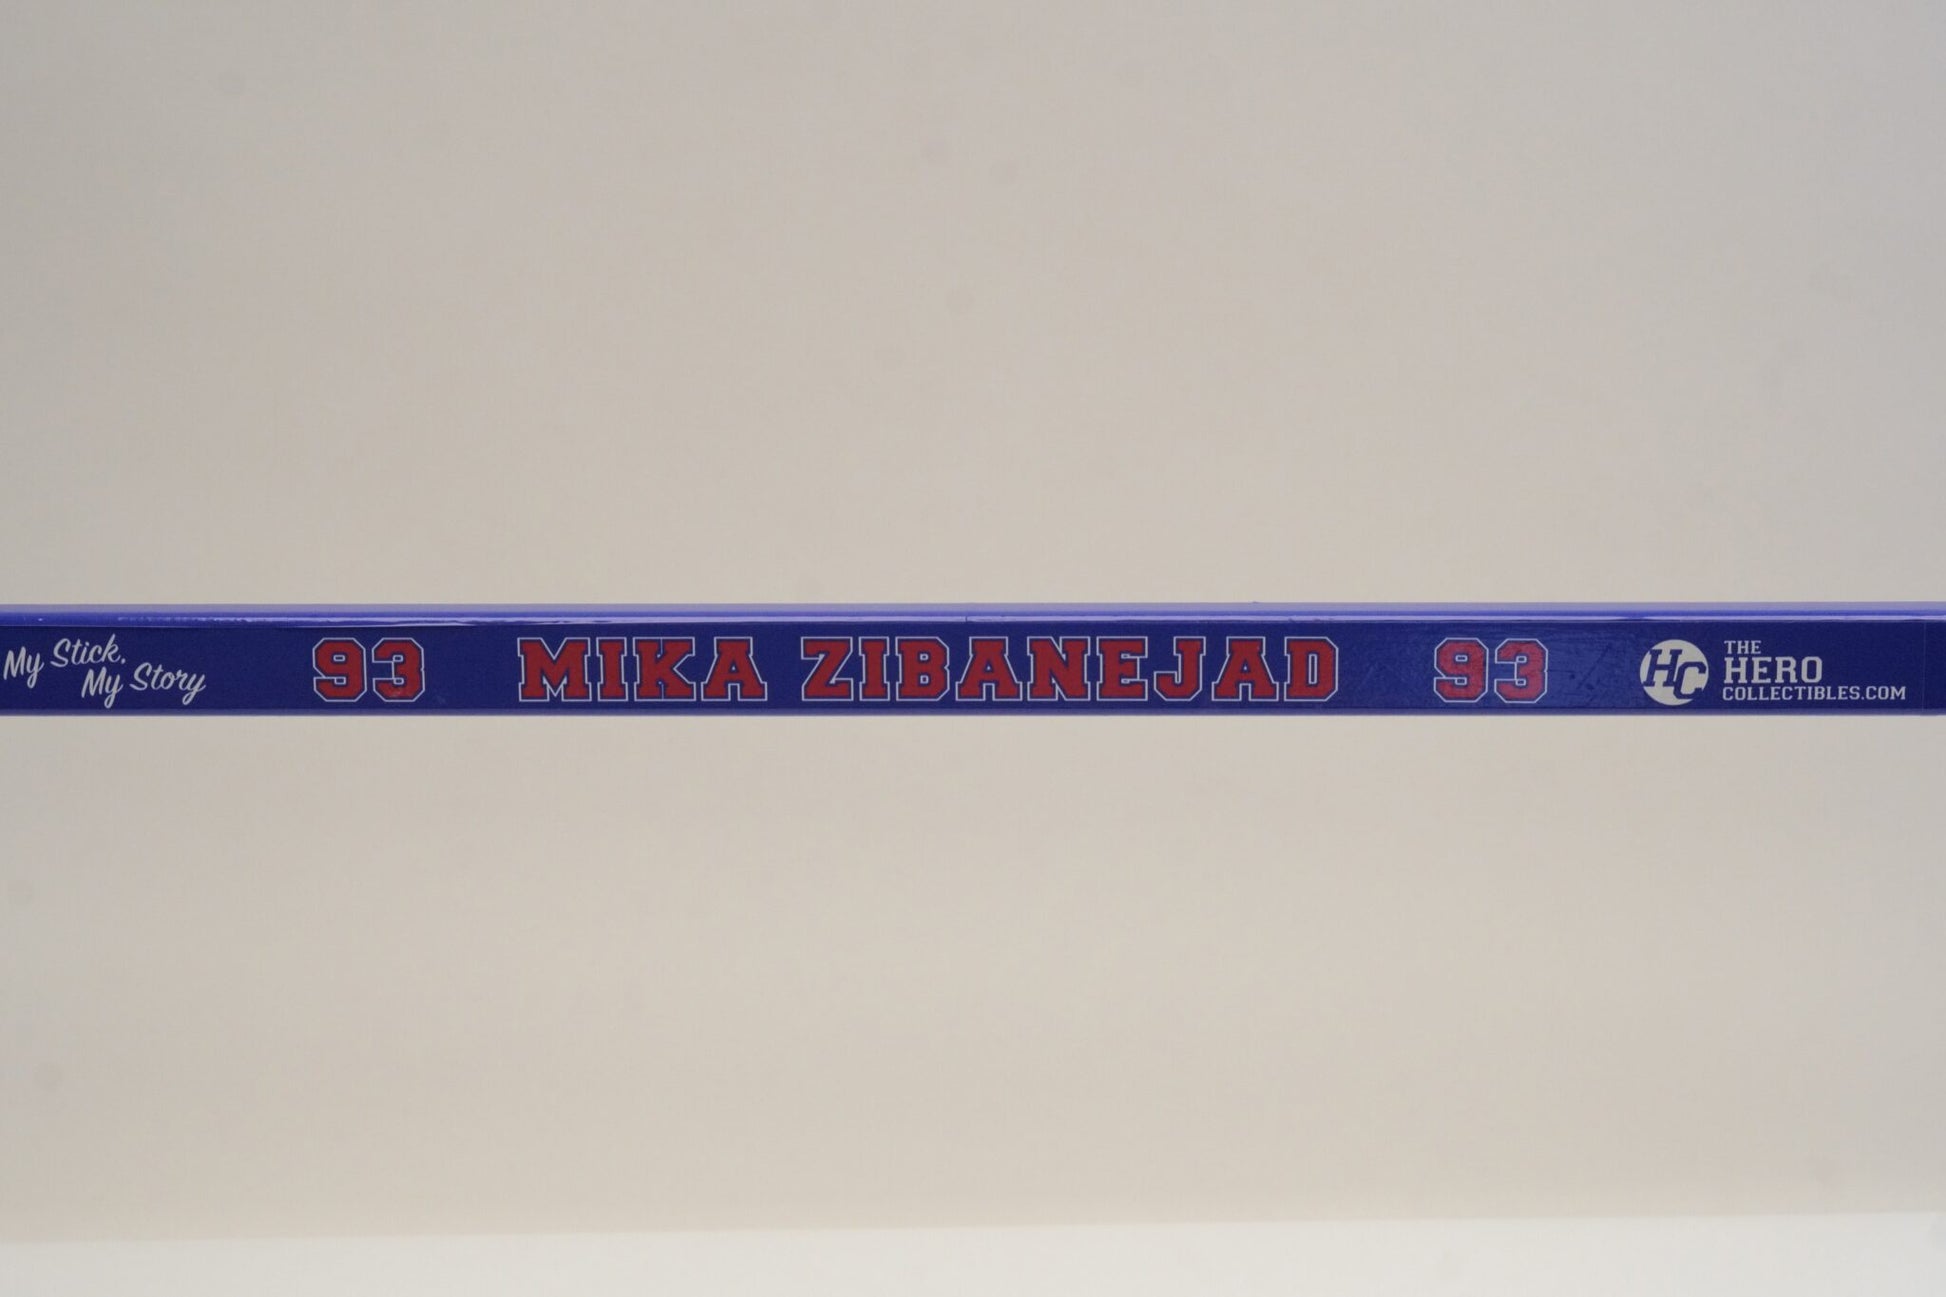 My Stick,
My Story
93 MIKA ZIBANEJAD 93
HC
THE
HERO
COLLECTIBLES.COM